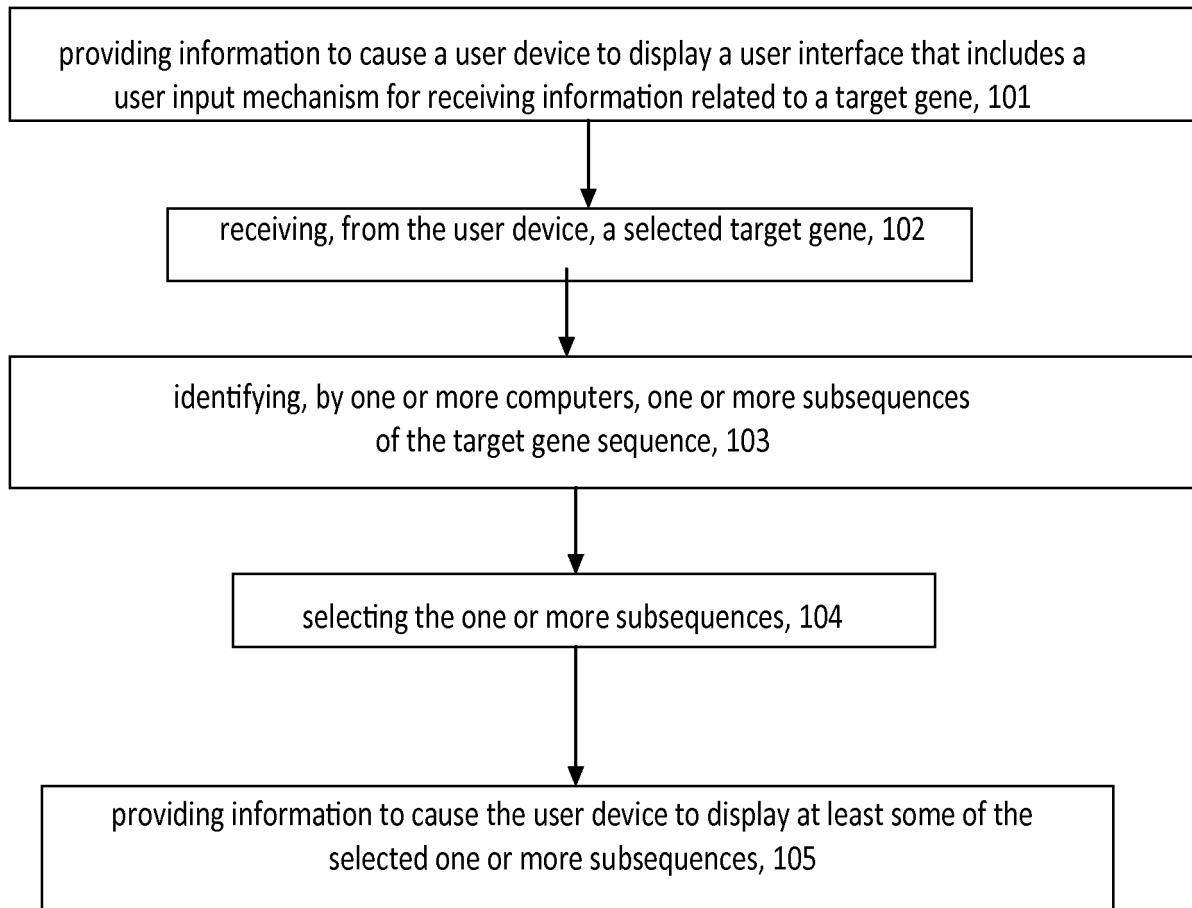 providing information to cause a user device to display a user interface that includes a
user input mechanism for receiving information related to a target gene, 101
receiving, from the user device, a selected target gene, 102
identifying, by one or more computers, one or more subsequences
of the target gene sequence, 103
selecting the one or more subsequences, 104
providing information to cause the user device to display at least some of the
selected one or more subsequences, 105